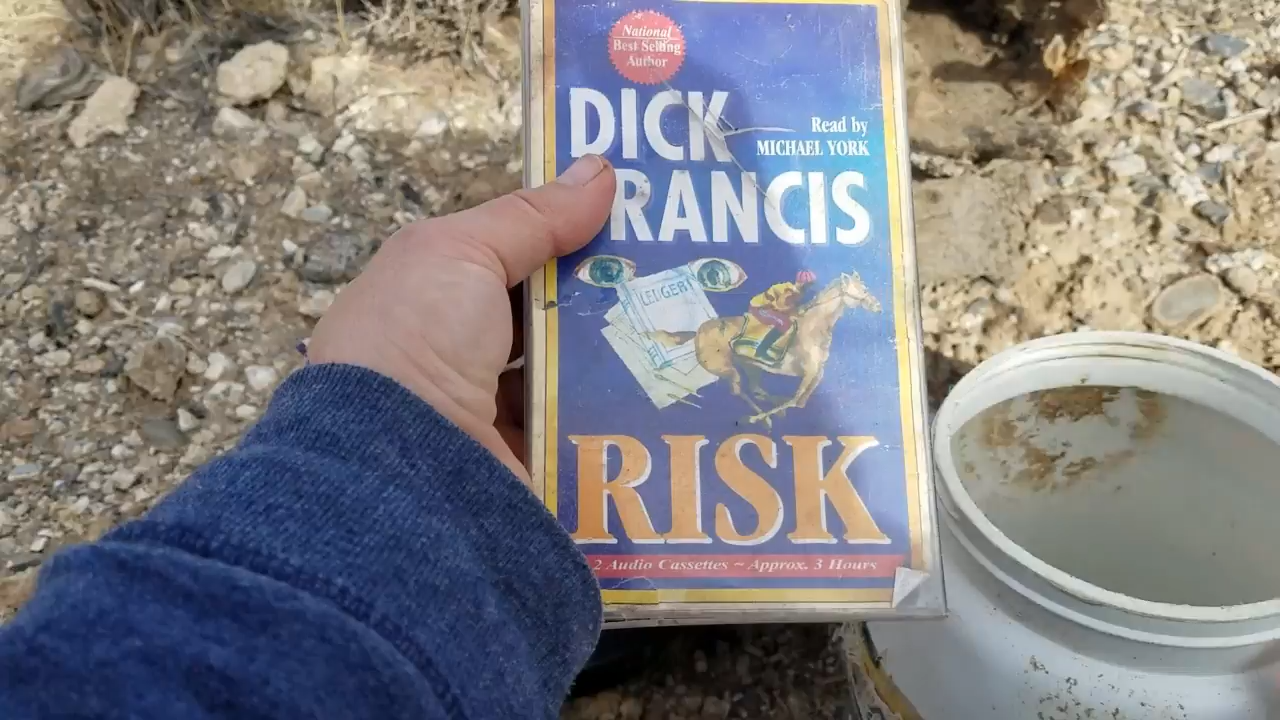 National
Best Selling
Author
DICK
Read by
MICHAEL YORK
RANCIS
LEDGER
RISK
2 Audio Cassettes ~ Approx. 3 Hours